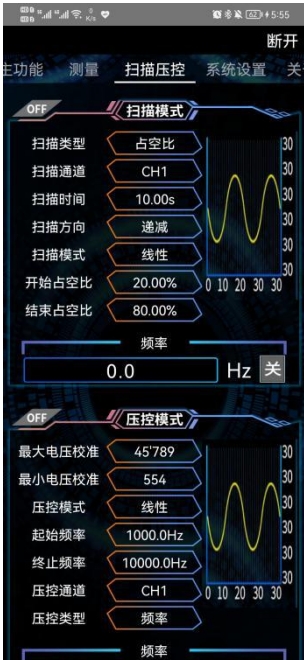 5:55
断开
主功能 测量 扫描压控 系统设置 关
OFF 扫描模式
扫描类型 占空比
扫描通道 CH1
扫描时间 10.00s
扫描方向 递减
扫描模式 线性
开始占空比 20.00%
结束占空比 80.00%
30
30
30
30
30
30
0 10 20 30 30
频率
0.0 Hz 关
OFF 压控模式
最大电压校准 45'789
最小电压校准 554
压控模式 线性
起始频率 1000.0Hz
终止频率 10000.0Hz
压控通道 CH1
压控类型 频率
30
30
30
30
30
30
0 10 20 30 30
频率